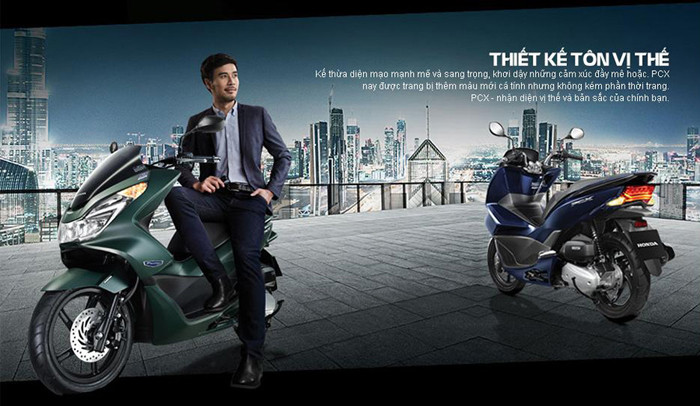 THIẾT KẾ TÔN VỊ THẾ
Kế thừa diện mạo mạnh mẽ và sang trọng, khơi dậy những cảm xúc đầy mê hoặc. PCX
nay được trang bị thêm màu mới cá tính nhưng không kém phần thời trang.
PCX - nhận diện vị thế và bản sắc của chính bạn.
PCX
HONDA